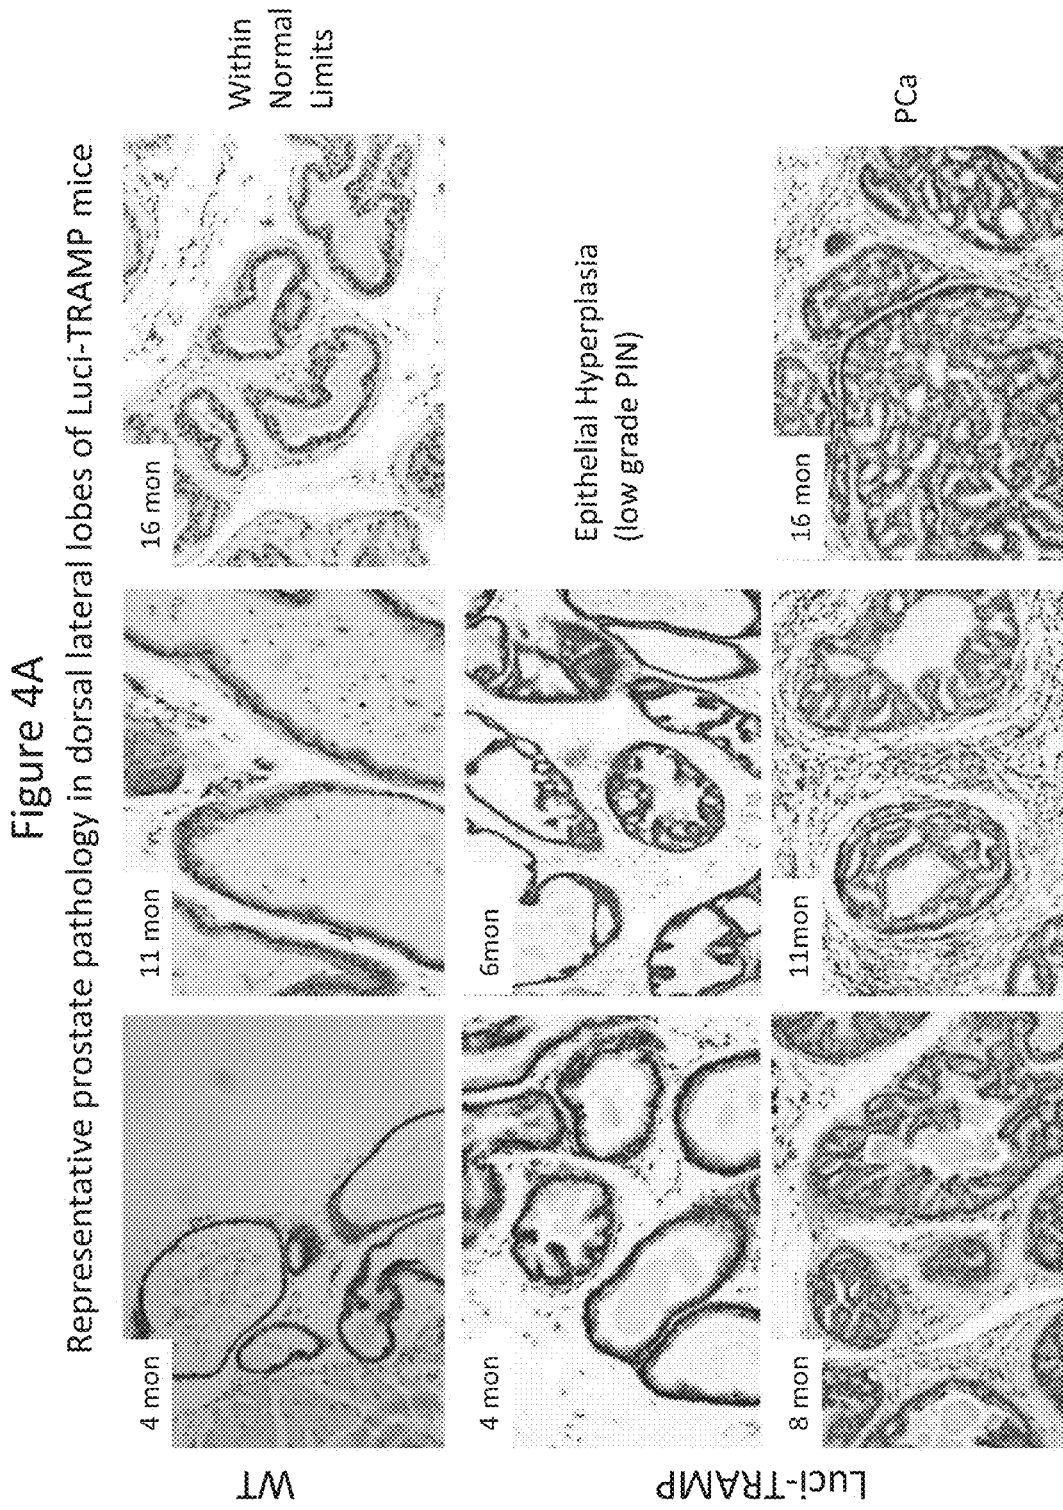 Figure 4A
Representative prostate pathology in dorsal lateral lobes of Luci-TRAMP mice
WT
4 mon
11 mon
16 mon
Within
Normal
Limits
Luci-TRAMP
4 mon
6mon
Epithelial Hyperplasia
(low grade PIN)
8 mon
11mon
16 mon
PCa